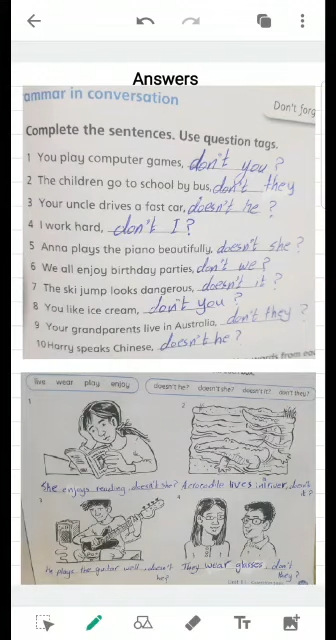 Answers
ammar in conversation
Don't forg
Complete the sentences. Use question tags.
1 You play computer games, don't you?
2 The children go to school by bus, don't they
3 Your uncle drives a fast car, doesn't he?
4 I work hard, don't I?
5 Anna plays the piano beautifully, doesn't she?
6 We all enjoy birthday parties, don't we?
7 The ski jump looks dangerous, doesn't it?
8 You like ice cream, don't you?
9 Your grandparents live in Australia, don't they?
10 Harry speaks Chinese, doesn't he?
live wear play enjoy
doesn't he? doesn't she? doesn't it? don't they?
1
2
She enjoys reading doesn't she? A crocodile lives in river, don't
it?
3
4
He plays the guitar well, doesn't They wear glasses, don't
he? they?
TT